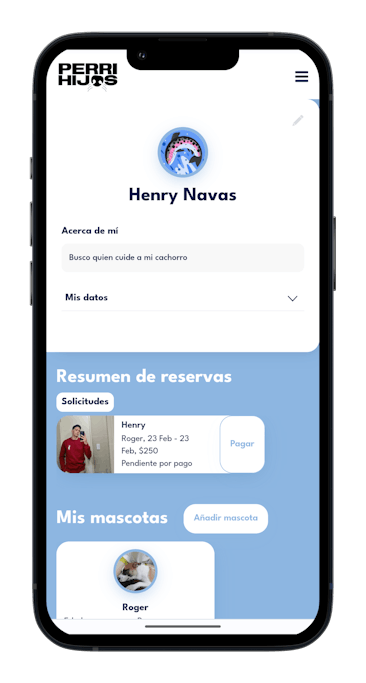 PERRI
HIJOS
Henry Navas
Acerca de mí
Busco quien cuide a mi cachorro
Mis datos
Resumen de reservas
Solicitudes
Henry
Roger, 23 Feb - 23
Feb, $250
Pendiente por pago
Pagar
Mis mascotas
Añadir mascota
Roger